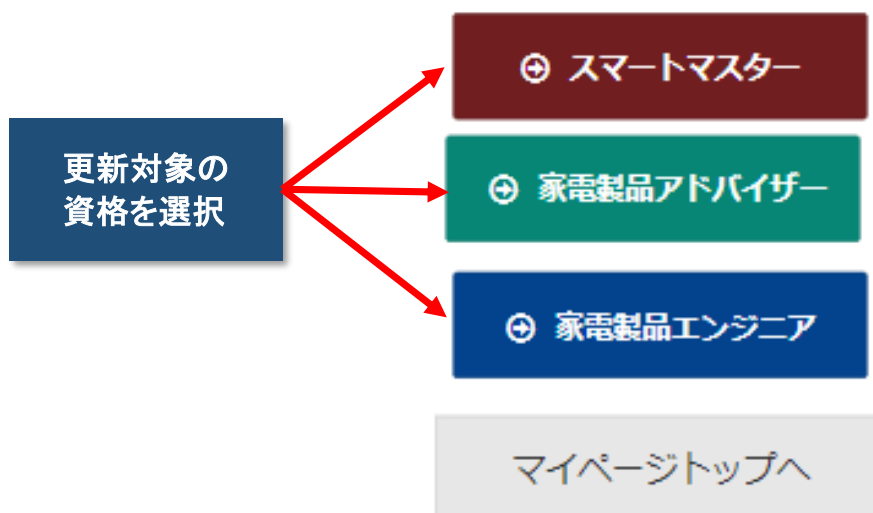 更新対象の
資格を選択
スマートマスター
家電製品アドバイザー
家電製品エンジニア
マイページトップへ